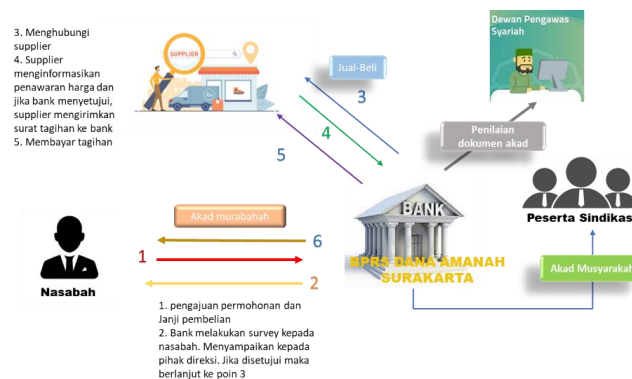 3. Menghubungi
supplier
4. Supplier
menginformasikan
penawaran harga dan
jika bank menyetujui,
supplier mengirimkan
surat tagihan ke bank
5. Membayar tagihan
SUPPLIER
Jual-Beli
3
4
5
Dewan Pengawas
Syariah
Penilaian
dokumen akad
BANK
BPRS DANA AMANAH
SURAKARTA
Peserta Sindikasi
Akad Musyarakah
Akad murabahah
6
1
2
Nasabah
1. pengajuan permohonan dan
Janji pembelian
2. Bank melakukan survey kepada
nasabah. Menyampaikan kepada
pihak direksi. Jika disetujui maka
berlanjut ke poin 3